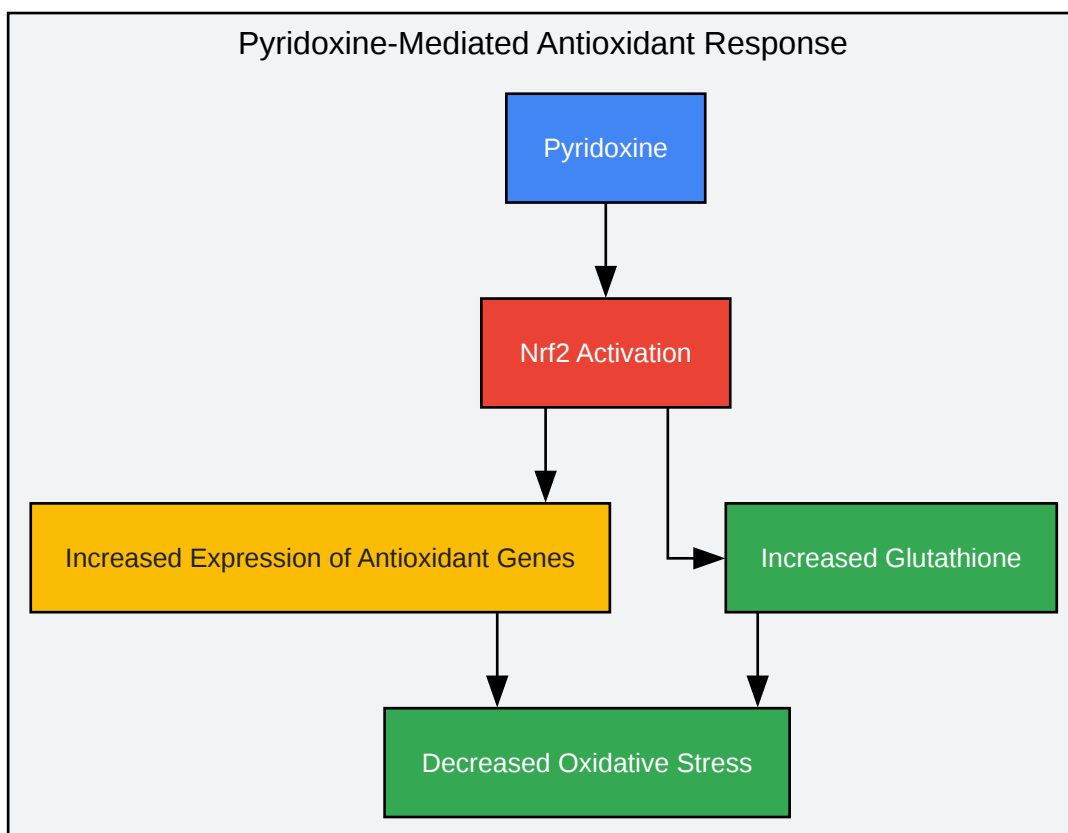 Pyridoxine-Mediated Antioxidant Response
Pyridoxine
Nrf2 Activation
Increased Expression of Antioxidant Genes
Increased Glutathione
Decreased Oxidative Stress